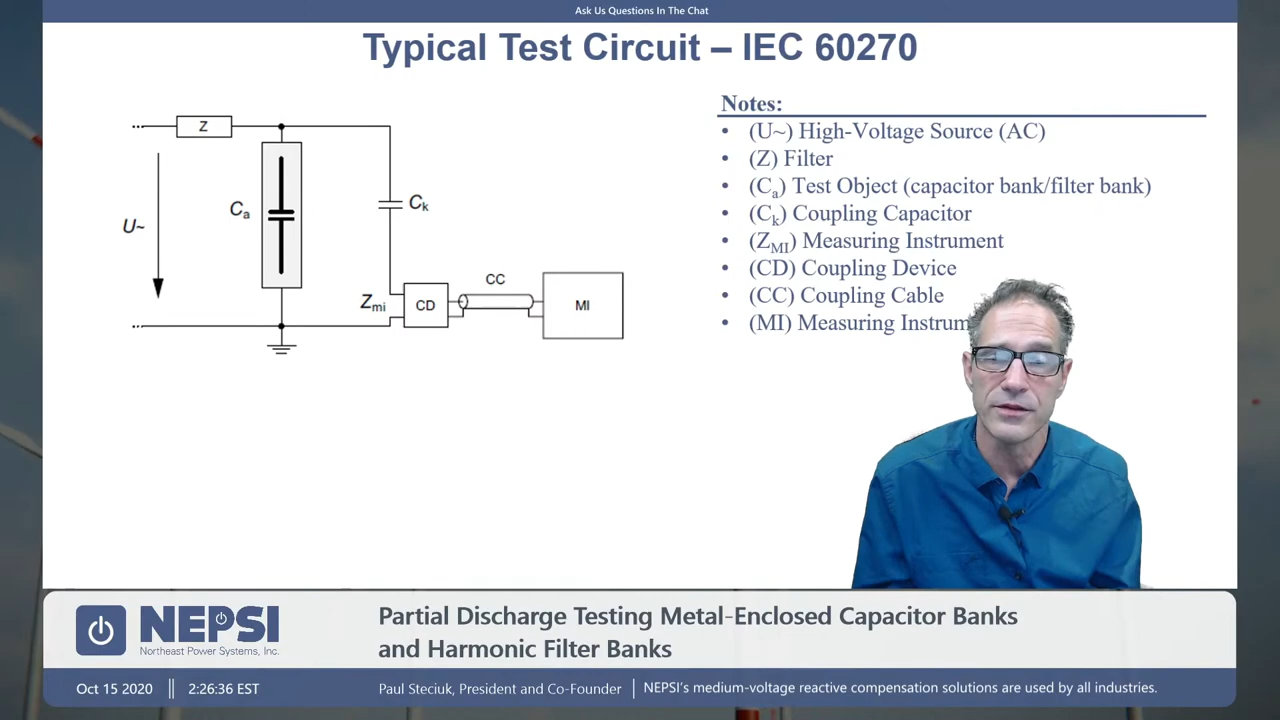 Ask Us Questions In The Chat
Typical Test Circuit – IEC 60270
Z
U~
Ca
Ck
Zmi
CD
CC
MI
Notes:
• (U~) High-Voltage Source (AC)
• (Z) Filter
• (Ca) Test Object (capacitor bank/filter bank)
• (Ck) Coupling Capacitor
• (ZMI) Measuring Instrument
• (CD) Coupling Device
• (CC) Coupling Cable
• (MI) Measuring Instrum
NEPSI
Northeast Power Systems, Inc.
Partial Discharge Testing Metal-Enclosed Capacitor Banks
and Harmonic Filter Banks
Oct 15 2020 || 2:26:36 EST
Paul Steciuk, President and Co-Founder | NEPSI's medium-voltage reactive compensation solutions are used by all industries.